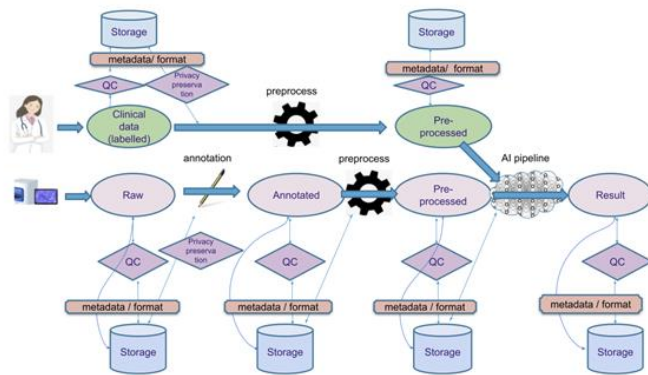 Storage
Storage
metadata/ format
metadata/ format
QC
Privacy
preserva
tion
QC
preprocess
Clinical
data
(labelled)
Pre-
processed
annotation
preprocess
AI pipeline
Raw
Annotated
Pre-
processed
Result
QC
Privacy
preserva
tion
QC
QC
QC
metadata / format
metadata / format
metadata / format
metadata / format
Storage
Storage
Storage
Storage